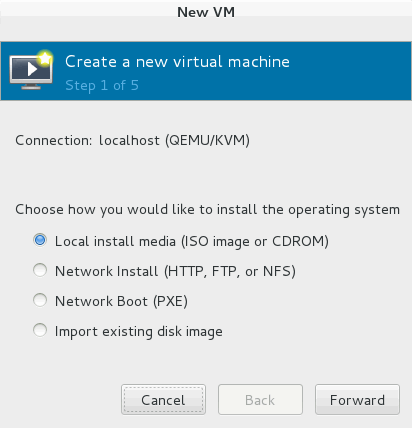 New VM
Create a new virtual machine
Step 1 of 5
Connection: localhost (QEMU/KVM)
Choose how you would like to install the operating system
Local install media (ISO image or CDROM)
Network Install (HTTP, FTP, or NFS)
Network Boot (PXE)
Import existing disk image
Cancel Back Forward